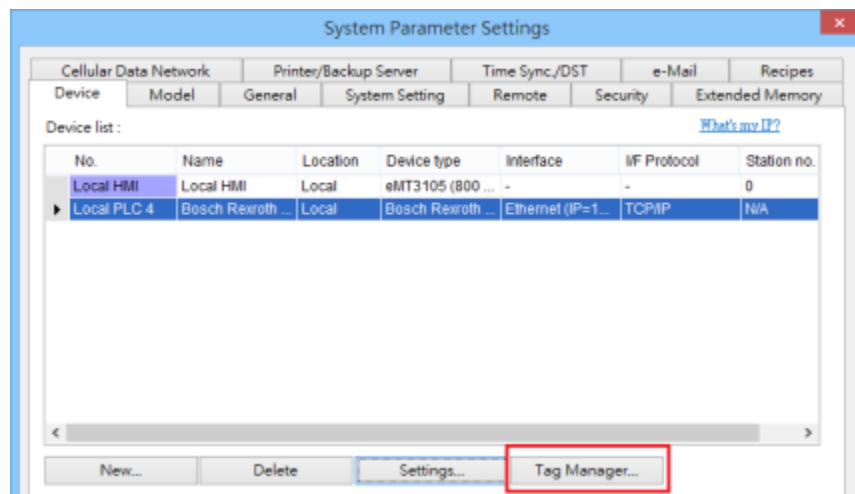 System Parameter Settings
Cellular Data Network Printer/Backup Server Time Sync./DST e-Mail Recipes
Device Model General System Setting Remote Security Extended Memory
Device list : What's my IP?
No. Name Location Device type Interface I/F Protocol Station no.
Local HMI Local HMI Local eMT3105 (800 ... - - 0
Local PLC 4 Bosch Rexroth ... Local Bosch Rexroth ... Ethernet (IP=1... TCP/IP N/A
New... Delete Settings... Tag Manager...